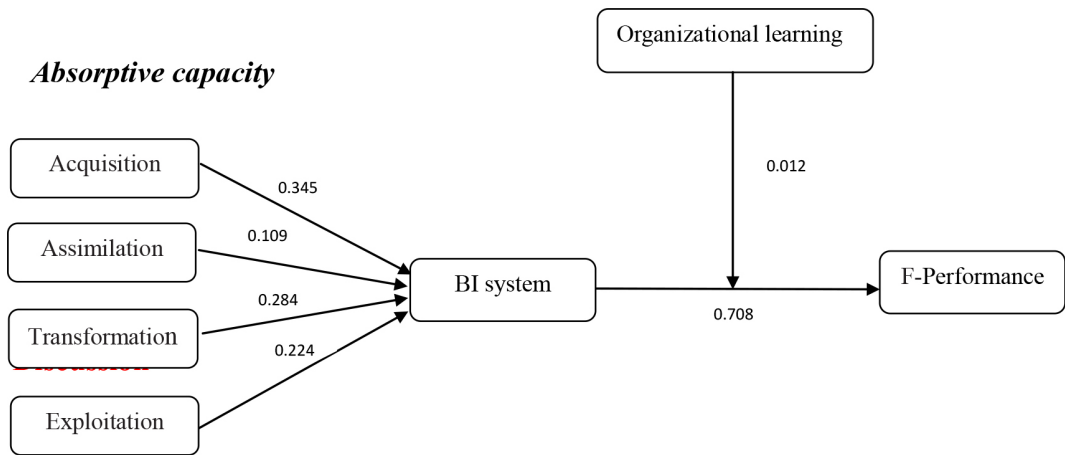 Organizational learning
Absorptive capacity
Acquisition
0.345
0.012
Assimilation
0.109
BI system
F-Performance
0.284
0.708
Transformation
0.224
Exploitation